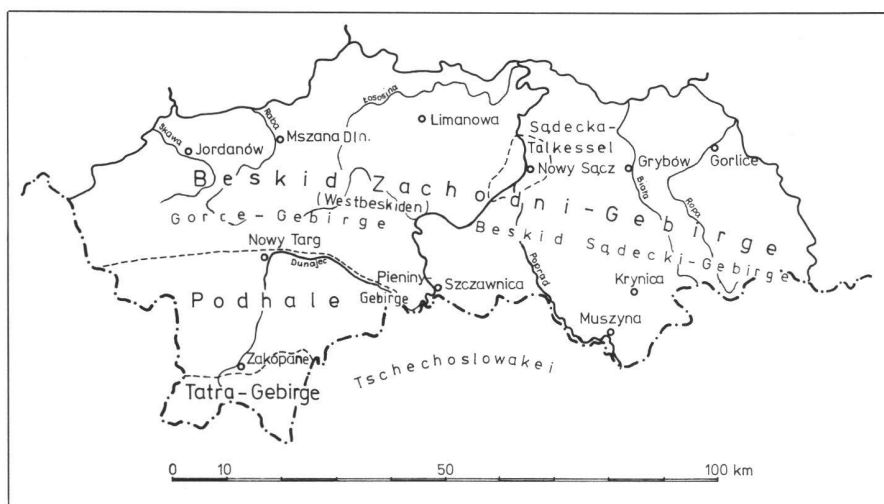 Łososina
Skawa
Raba
Limanowa
Sądecka-
Talkessel
Jordanów
Mszana Dln.
Nowy Sącz
Grybów
Gorlice
Beskid Zachodni-Gebirge
(Westbeskiden)
Biała
Ropa
Gorce-Gebirge
Beskid Sądecki-Gebirge
Nowy Targ
Dunajec
Poprad
Pieniny-
Gebirge
Szczawnica
Krynica
Podhale
Muszyna
Zakópane
Tatra-Gebirge
Tschechoslowakei
0 10 50 100 km